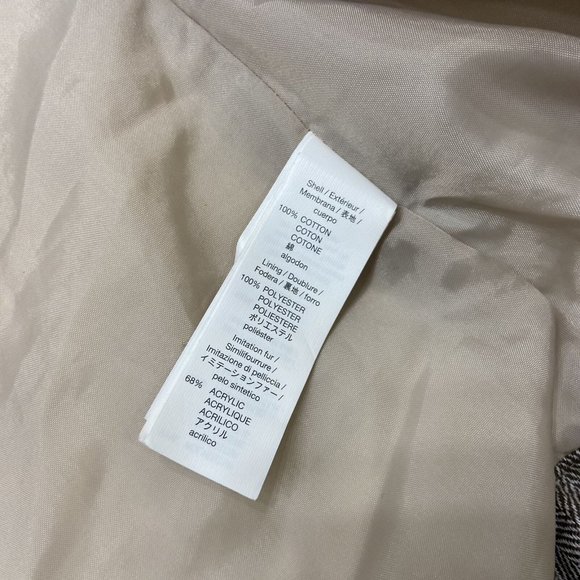 Shell / Extérieur /
Membrana / 表地 /
cuerpo
100% COTTON
COTON
COTONE
綿
algodon
Lining / Doublure /
Fodera / 裏地 / forro
100% POLYESTER
POLYESTER
POLIESTERE
ポリエステル
poliéster
Imitation fur /
Similifourrure /
Imitazione di pelliccia /
イミテーションファー /
pelo sintetico
68% ACRYLIC
ACRYLIQUE
ACRILICO
アクリル
acrilico